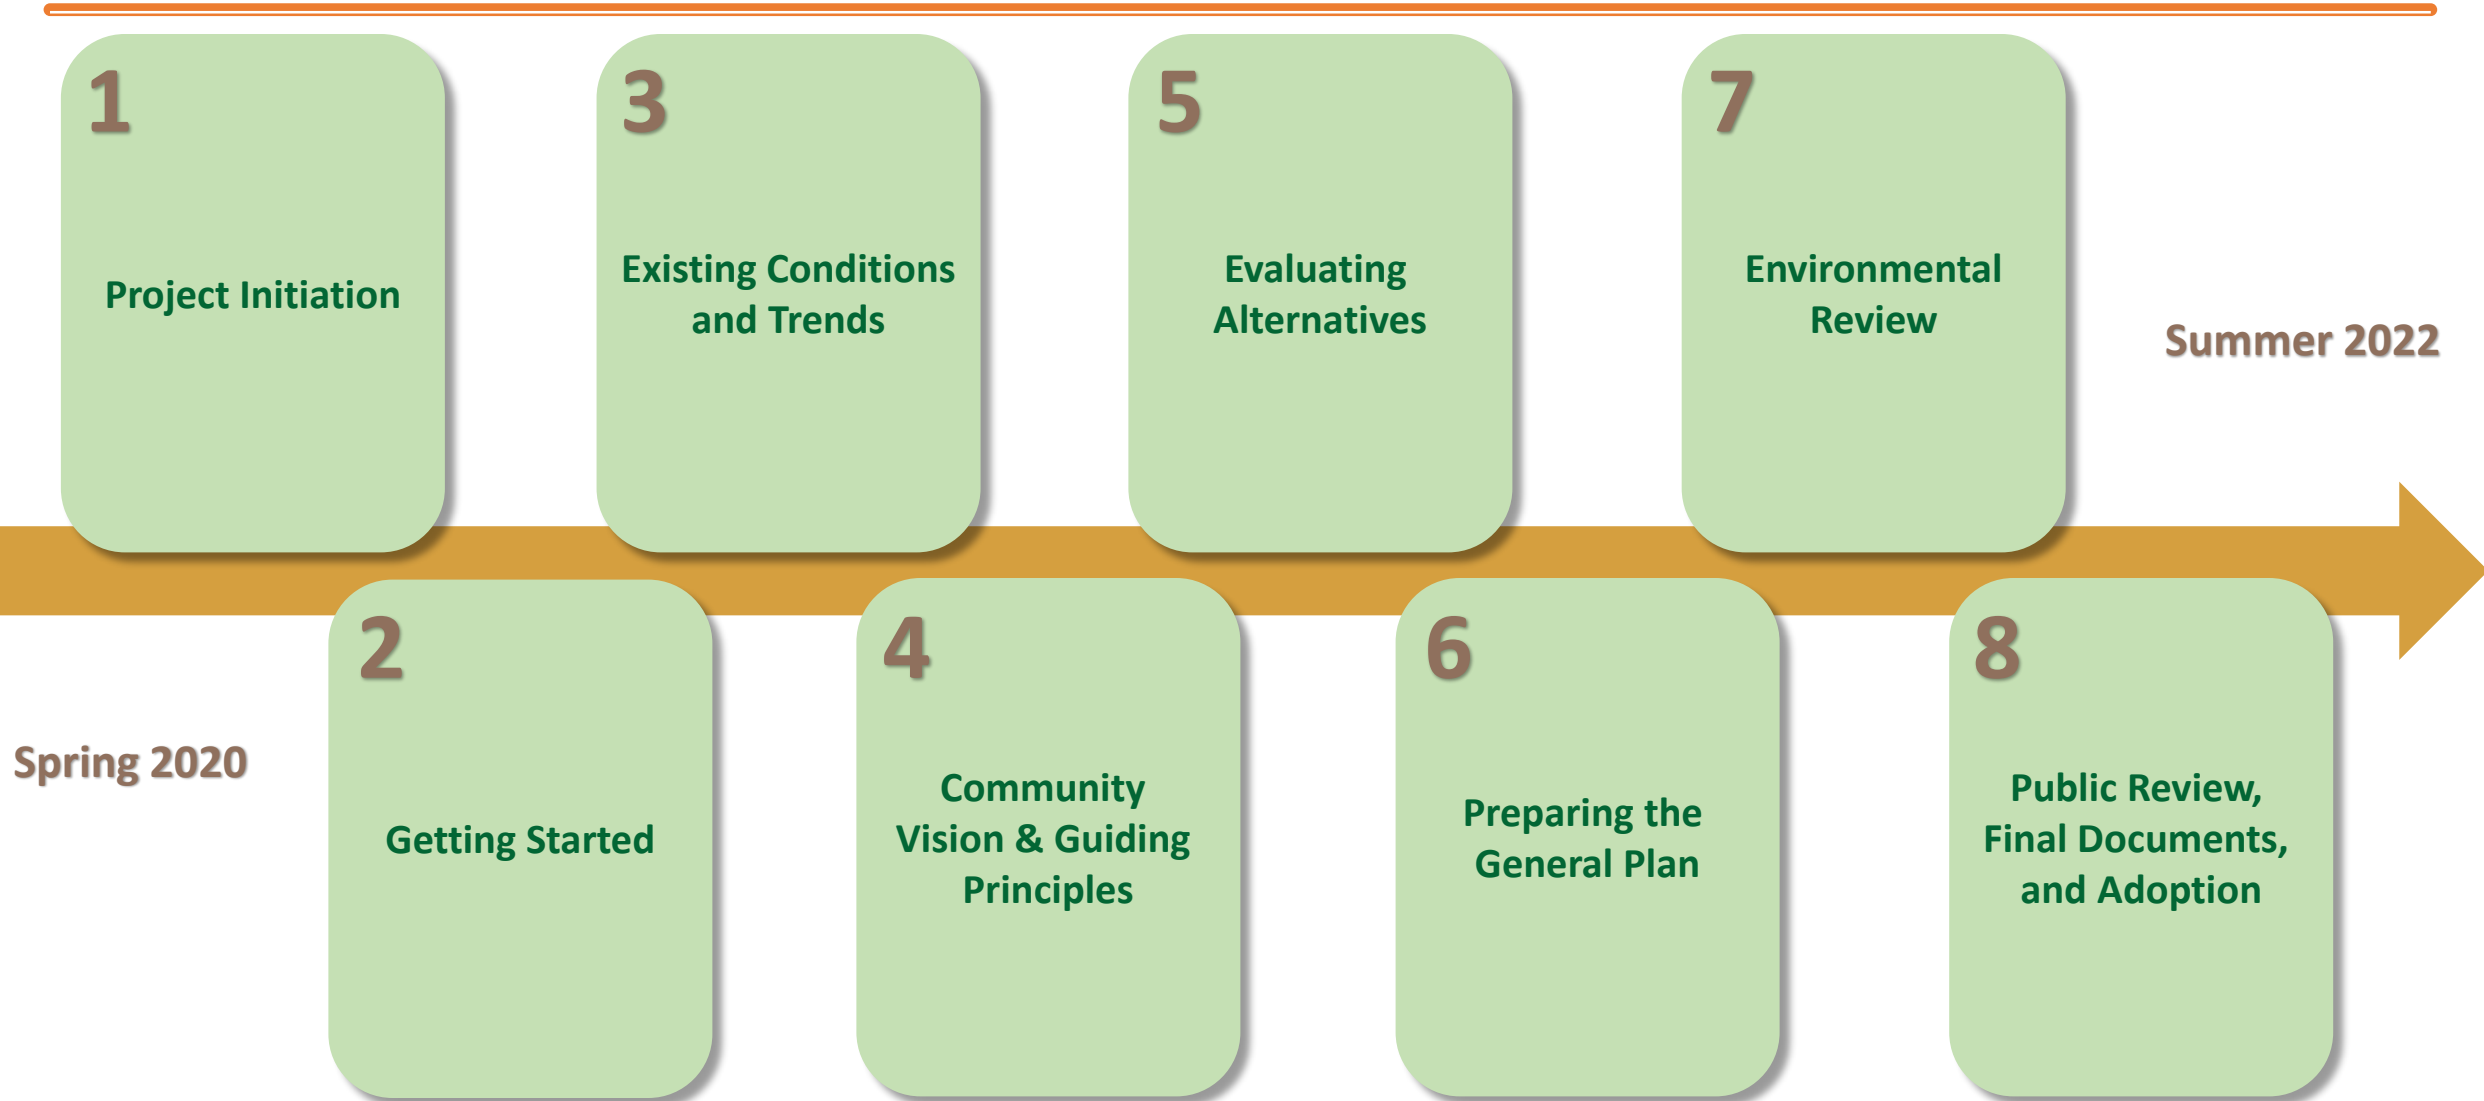 1
Project Initiation
2
Getting Started
3
Existing Conditions
and Trends
4
Community
Vision & Guiding
Principles
5
Evaluating
Alternatives
6
Preparing the
General Plan
7
Environmental
Review
8
Public Review,
Final Documents,
and Adoption
Spring 2020
Summer 2022